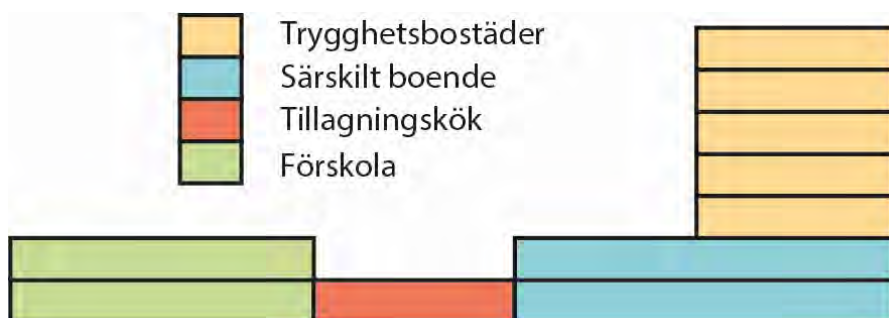 Trygghetsbostäder
Särskilt boende
Tillagningskök
Förskola